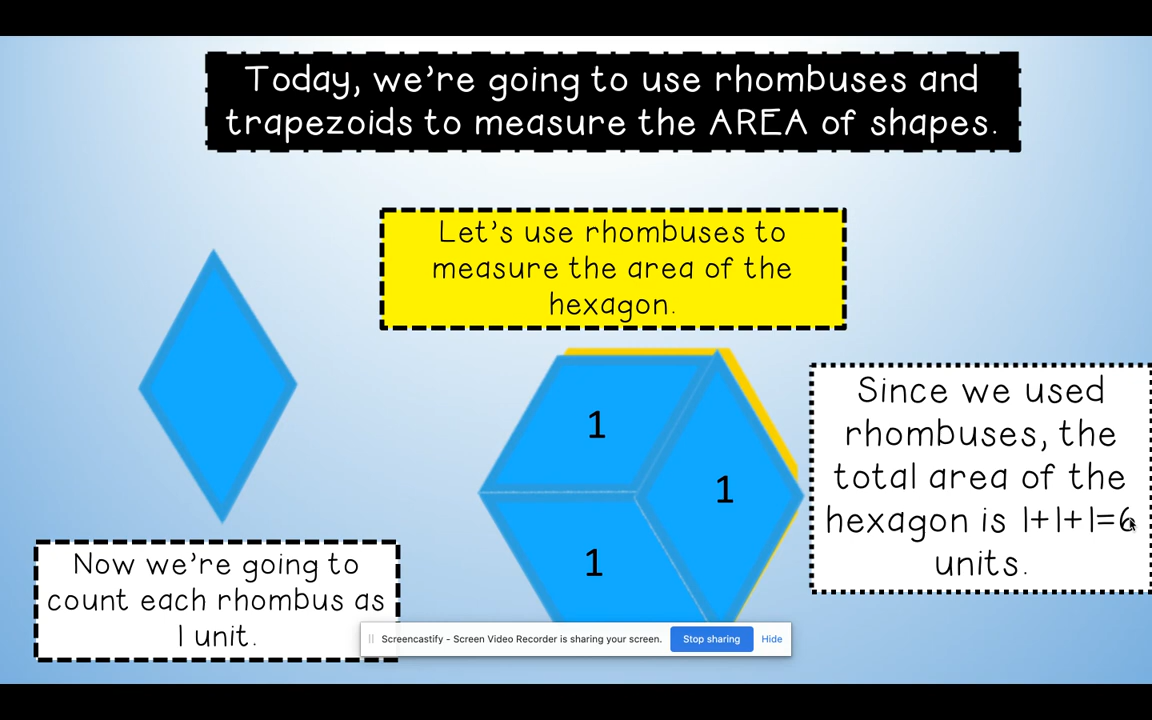 Today, we're going to use rhombuses and
trapezoids to measure the AREA of shapes.
Let's use rhombuses to
measure the area of the
hexagon.
1
1
1
Since we used
rhombuses, the
total area of the
hexagon is 1+1+1=6
units.
Now we're going to
count each rhombus as
1 unit.
Screencastify - Screen Video Recorder is sharing your screen.
Stop sharing
Hide